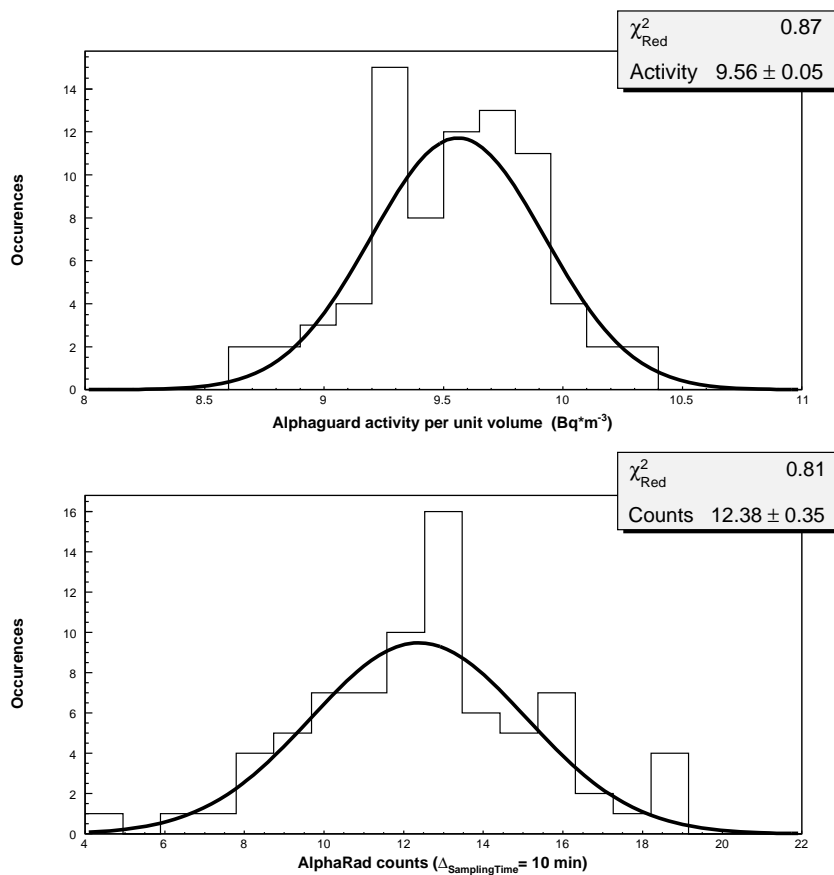 χ²Red 0.87
Activity 9.56 ± 0.05
14
12
10
8
6
4
2
0
Occurences
8 8.5 9 9.5 10 10.5 11
Alphaguard activity per unit volume (Bq*m-3)
χ²Red 0.81
Counts 12.38 ± 0.35
16
14
12
10
8
6
4
2
0
Occurences
4 6 8 10 12 14 16 18 20 22
AlphaRad counts (ΔSamplingTime= 10 min)